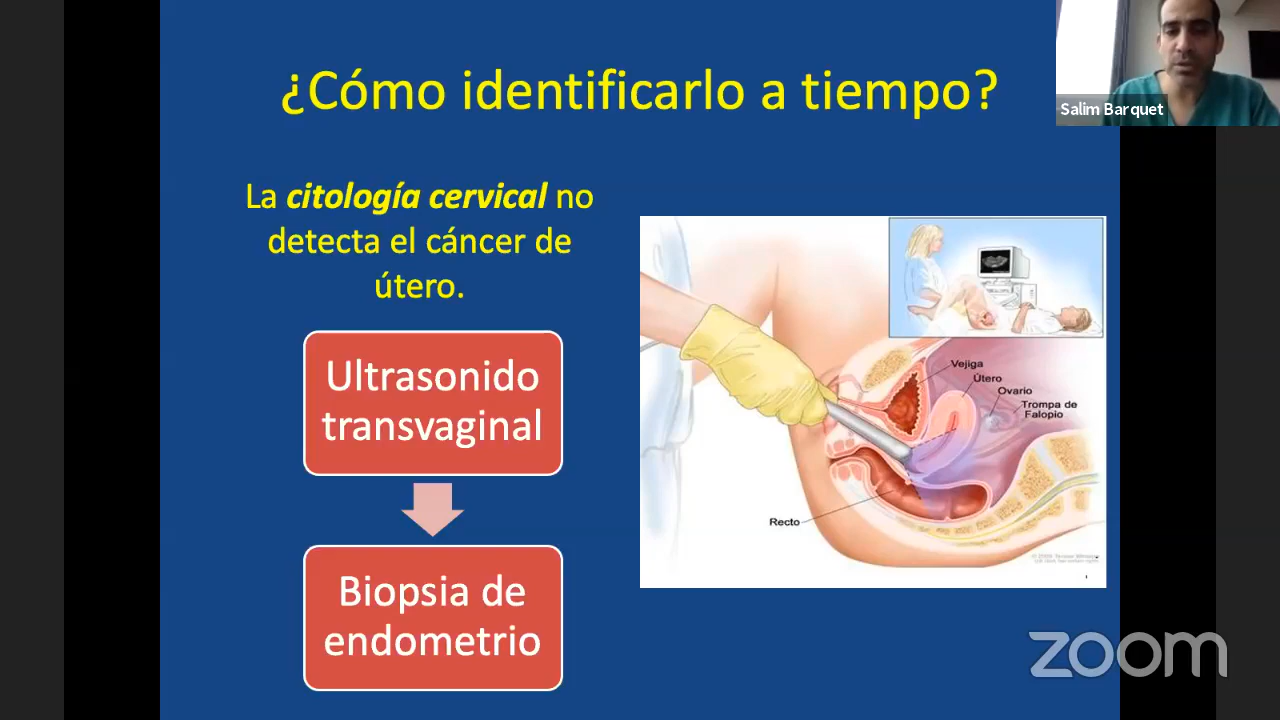 ¿Cómo identificarlo a tiempo?
Salim Barquet
La citología cervical no
detecta el cáncer de
útero.
Ultrasonido
transvaginal
Biopsia de
endometrio
Vejiga
Útero
Ovario
Trompa de
Falopio
Recto
zoom